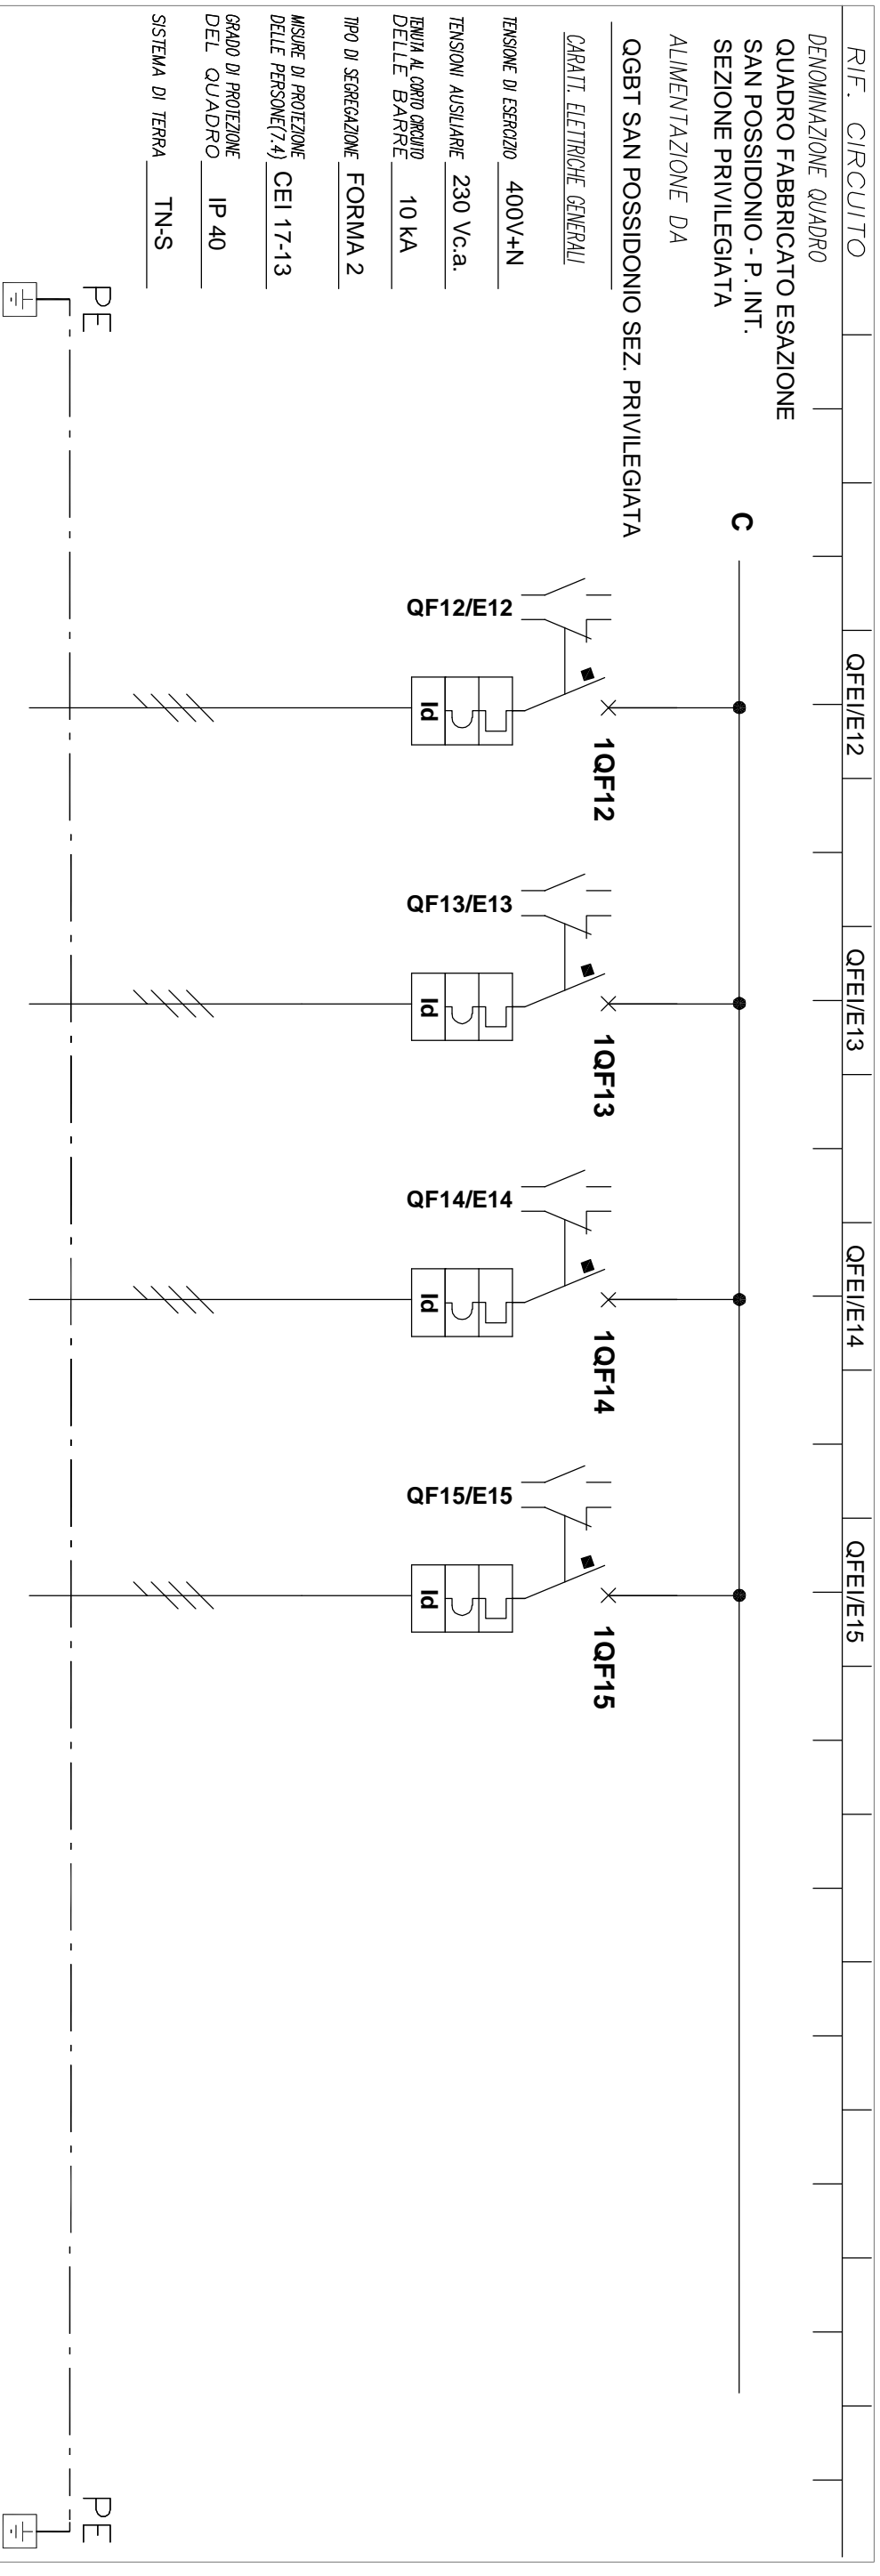 RIF. CIRCUITO
QFEI/E12
QFEI/E13
QFEI/E14
QFEI/E15
DENOMINAZIONE QUADRO
QUADRO FABBRICATO ESAZIONE
SAN POSSIDONIO - P. INT.
SEZIONE PRIVILEGIATA
ALIMENTAZIONE DA
QGBT SAN POSSIDONIO SEZ. PRIVILEGIATA
CARATT. ELETTRICHE GENERALI
TENSIONE DI ESERCIZIO 400V+N
TENSIONI AUSILIARIE 230 Vc.a.
TENUTA AL CORTO CIRCUITO
DELLE BARRE 10 kA
TIPO DI SEGREGAZIONE FORMA 2
MISURE DI PROTEZIONE
DELLE PERSONE(7.4) CEI 17-13
GRADO DI PROTEZIONE
DEL QUADRO IP 40
SISTEMA DI TERRA TN-S
C
1QF12
QF12/E12
Id
1QF13
QF13/E13
Id
1QF14
QF14/E14
Id
1QF15
QF15/E15
Id
PE
PE